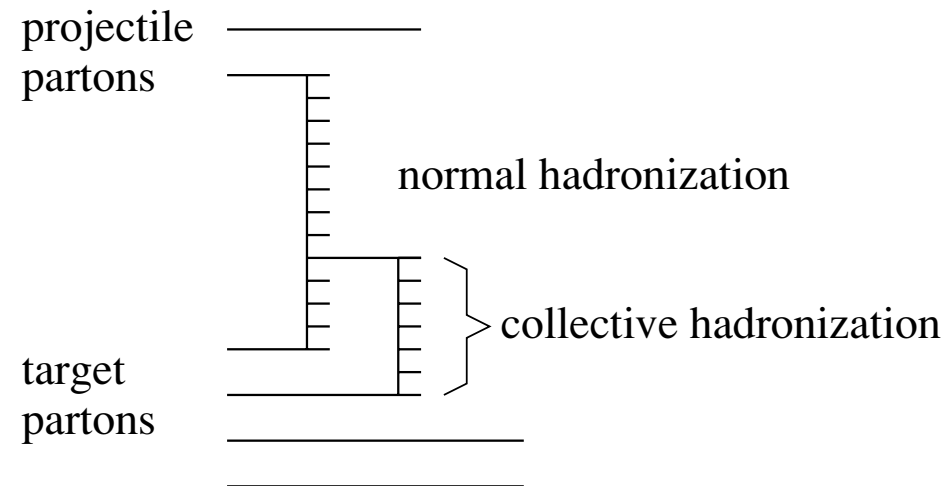 projectile
partons
normal hadronization
collective hadronization
target
partons